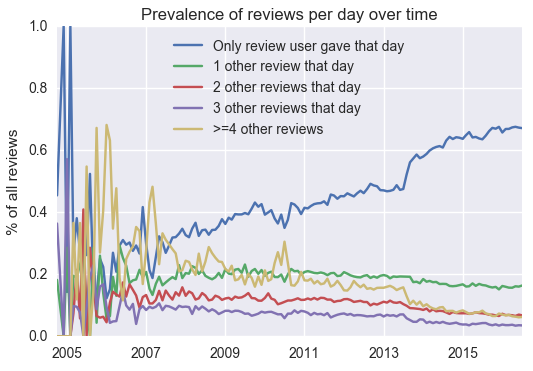 Prevalence of reviews per day over time
1.0
0.8
0.6
0.4
0.2
0.0
% of all reviews
Only review user gave that day
1 other review that day
2 other reviews that day
3 other reviews that day
>=4 other reviews
2005 2007 2009 2011 2013 2015